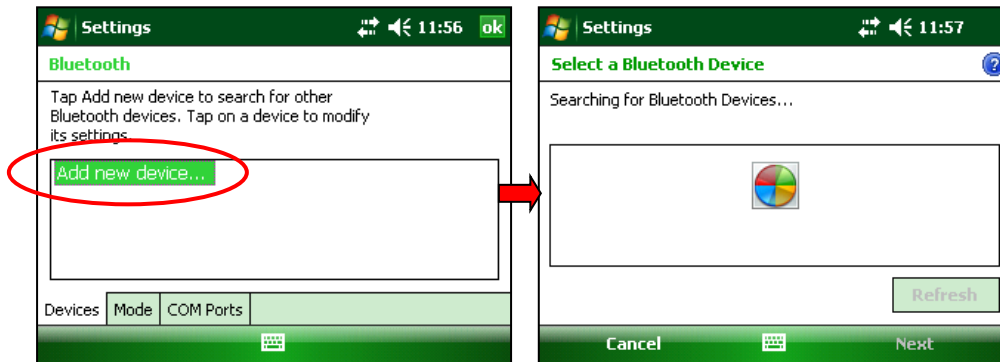 Settings 11:56 ok
Bluetooth
Tap Add new device to search for other
Bluetooth devices. Tap on a device to modify
its settings.
Add new device...
Devices Mode COM Ports
Settings 11:57
Select a Bluetooth Device ?
Searching for Bluetooth Devices...
Refresh
Cancel Next